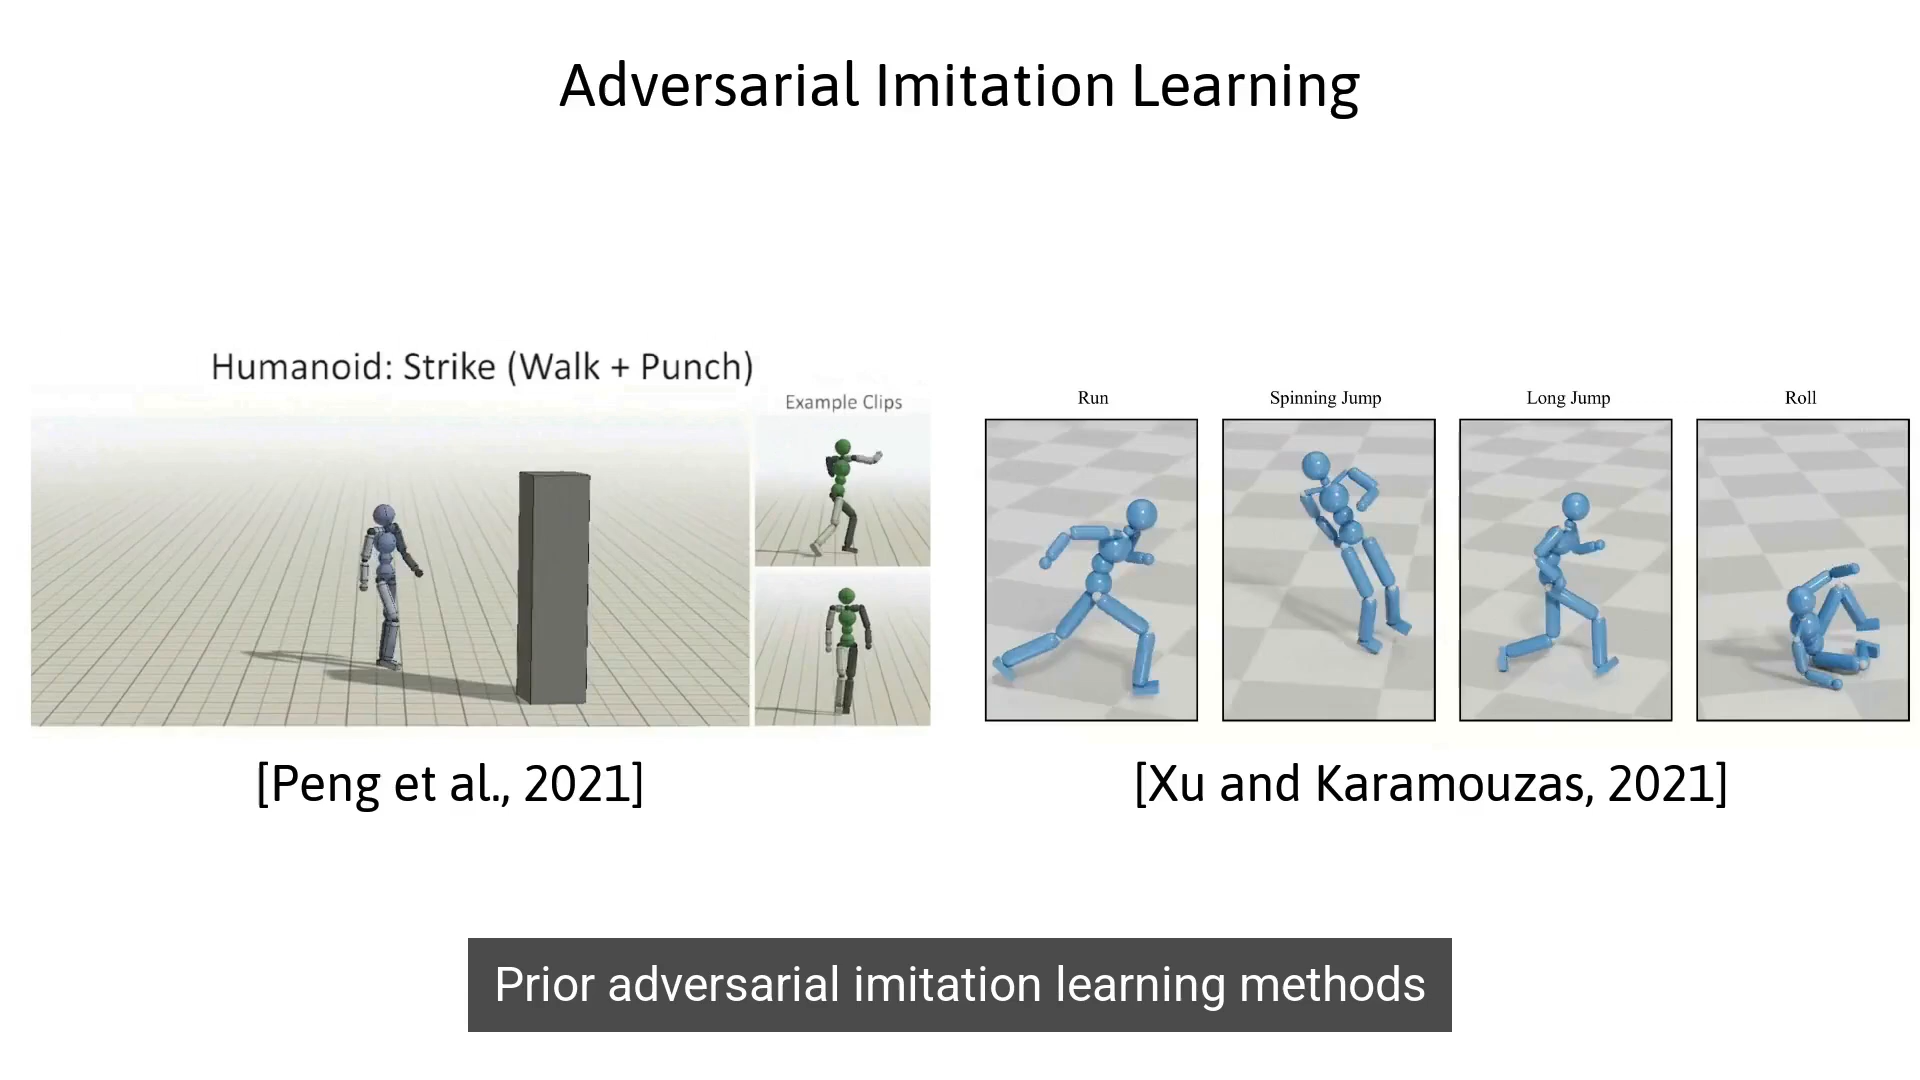 Adversarial Imitation Learning
Humanoid: Strike (Walk + Punch)
Example Clips
Run
Spinning Jump
Long Jump
Roll
[Peng et al., 2021]
[Xu and Karamouzas, 2021]
Prior adversarial imitation learning methods